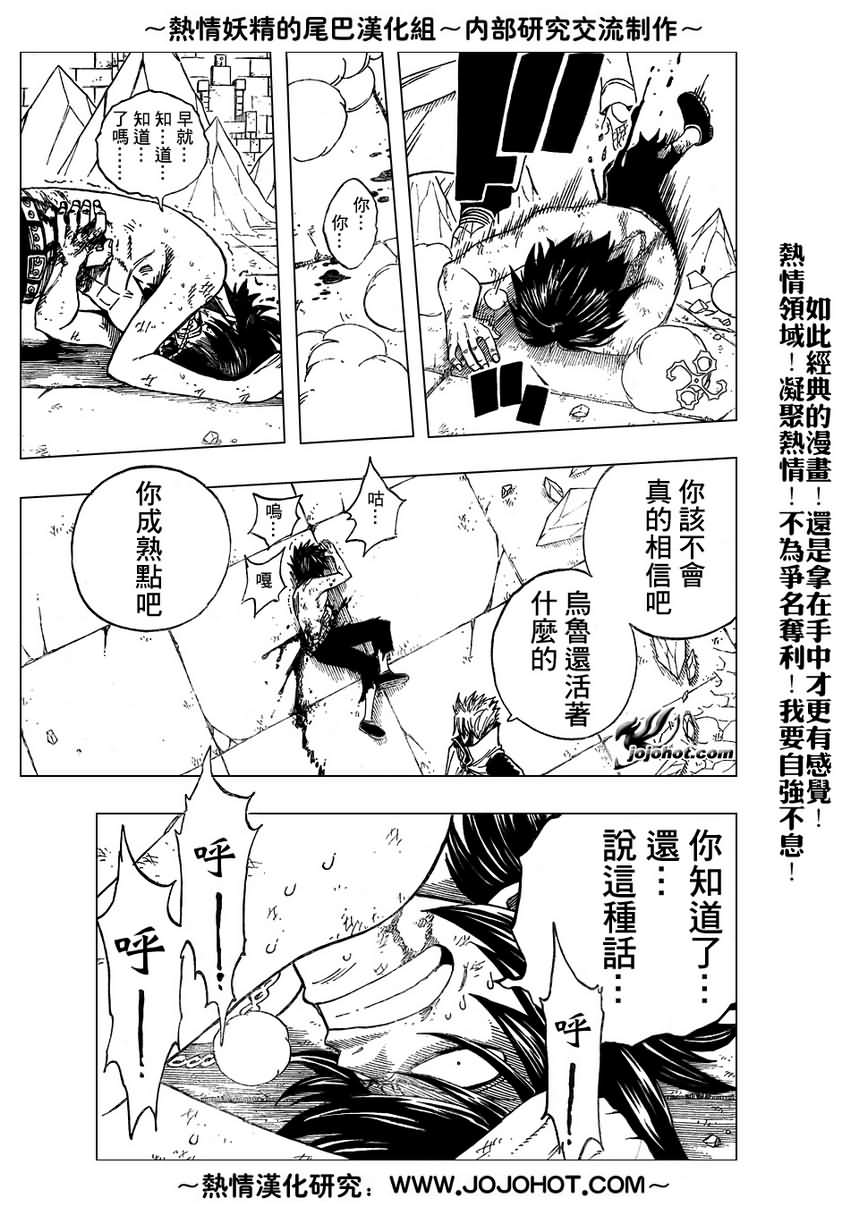 ～熱情妖精的尾巴漢化組～內部研究交流制作～
你…
你…
早就…
知…道…
知道…
了嗎……
你該不會
真的相信吧
烏魯還活著
什麼的
咕…
嗚…
嘎
你成熟點吧
jojohot.com
你知道了…
還…
說這種話…
呼——
呼——
呼——
如此經典的漫畫！還是拿在手中才更有感覺！
熱情領域！凝聚熱情！不為爭名奪利！我要自強不息！
～熱情漢化研究：WWW.JOJOHOT.COM～